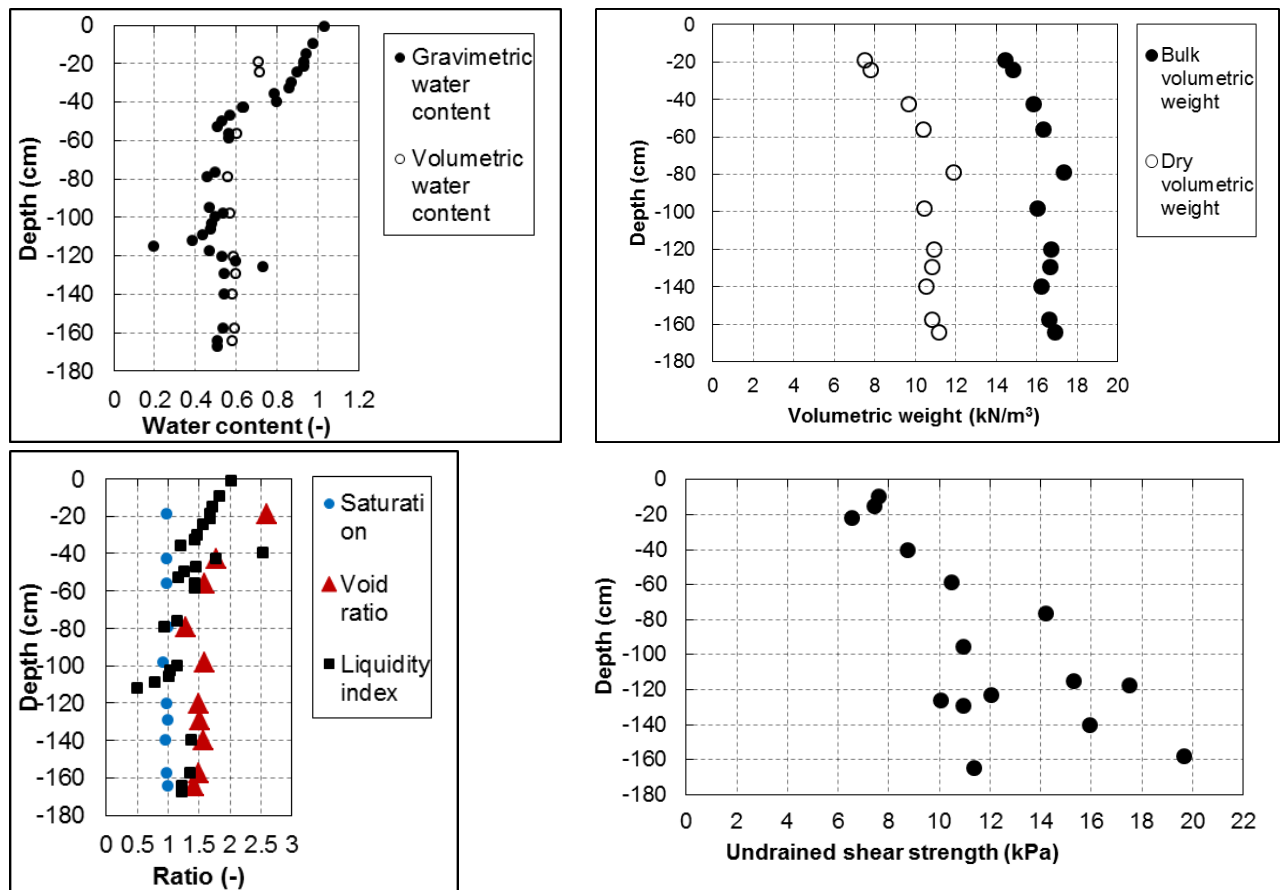 0
-20
-40
-60
-80
-100
-120
-140
-160
-180
Depth (cm)
0 0.2 0.4 0.6 0.8 1 1.2
Water content (-)
Gravimetric
water
content
Volumetric
water
content
0
-20
-40
-60
-80
-100
-120
-140
-160
-180
Depth (cm)
0 2 4 6 8 10 12 14 16 18 20
Volumetric weight (kN/m³)
Bulk
volumetric
weight
Dry
volumetric
weight
0
-20
-40
-60
-80
-100
-120
-140
-160
-180
Depth (cm)
0 0.5 1 1.5 2 2.5 3
Ratio (-)
Saturati
on
Void
ratio
Liquidity
index
0
-20
-40
-60
-80
-100
-120
-140
-160
-180
Depth (cm)
0 2 4 6 8 10 12 14 16 18 20 22
Undrained shear strength (kPa)